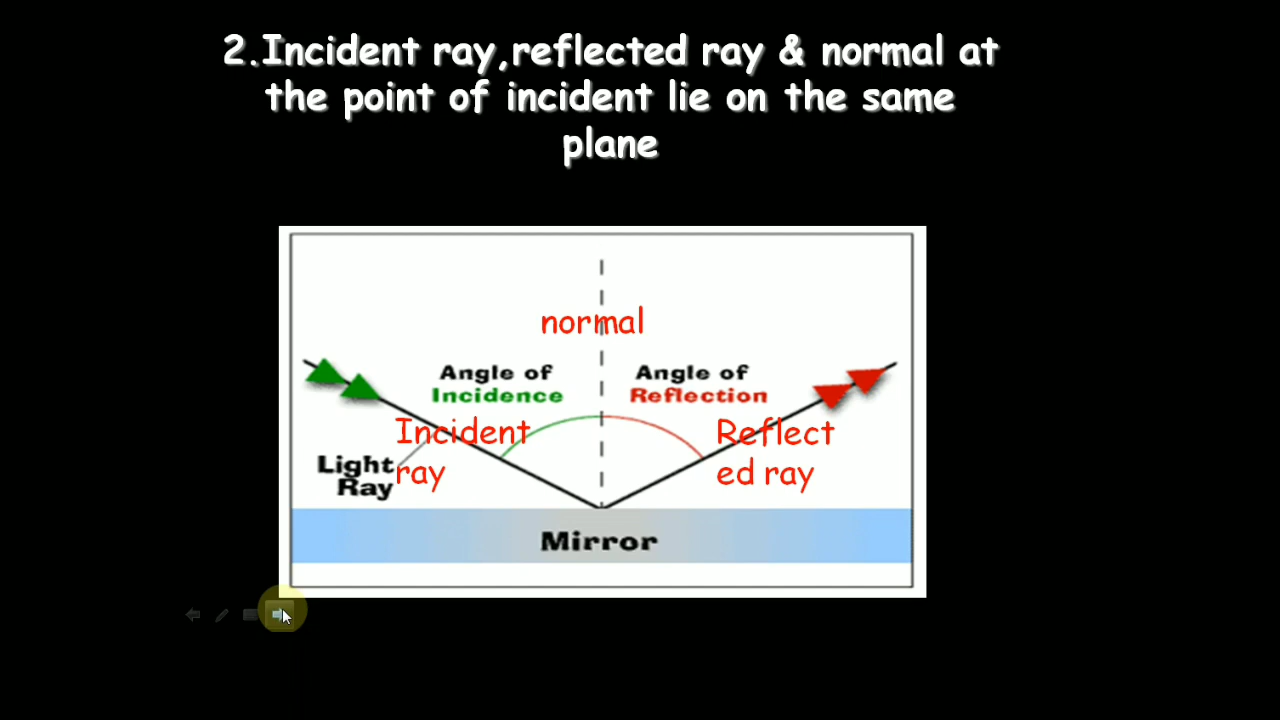 2.Incident ray,reflected ray & normal at
the point of incident lie on the same
plane
normal
Angle of
Incidence
Angle of
Reflection
Incident
ray
Reflect
ed ray
Light
Ray
Mirror